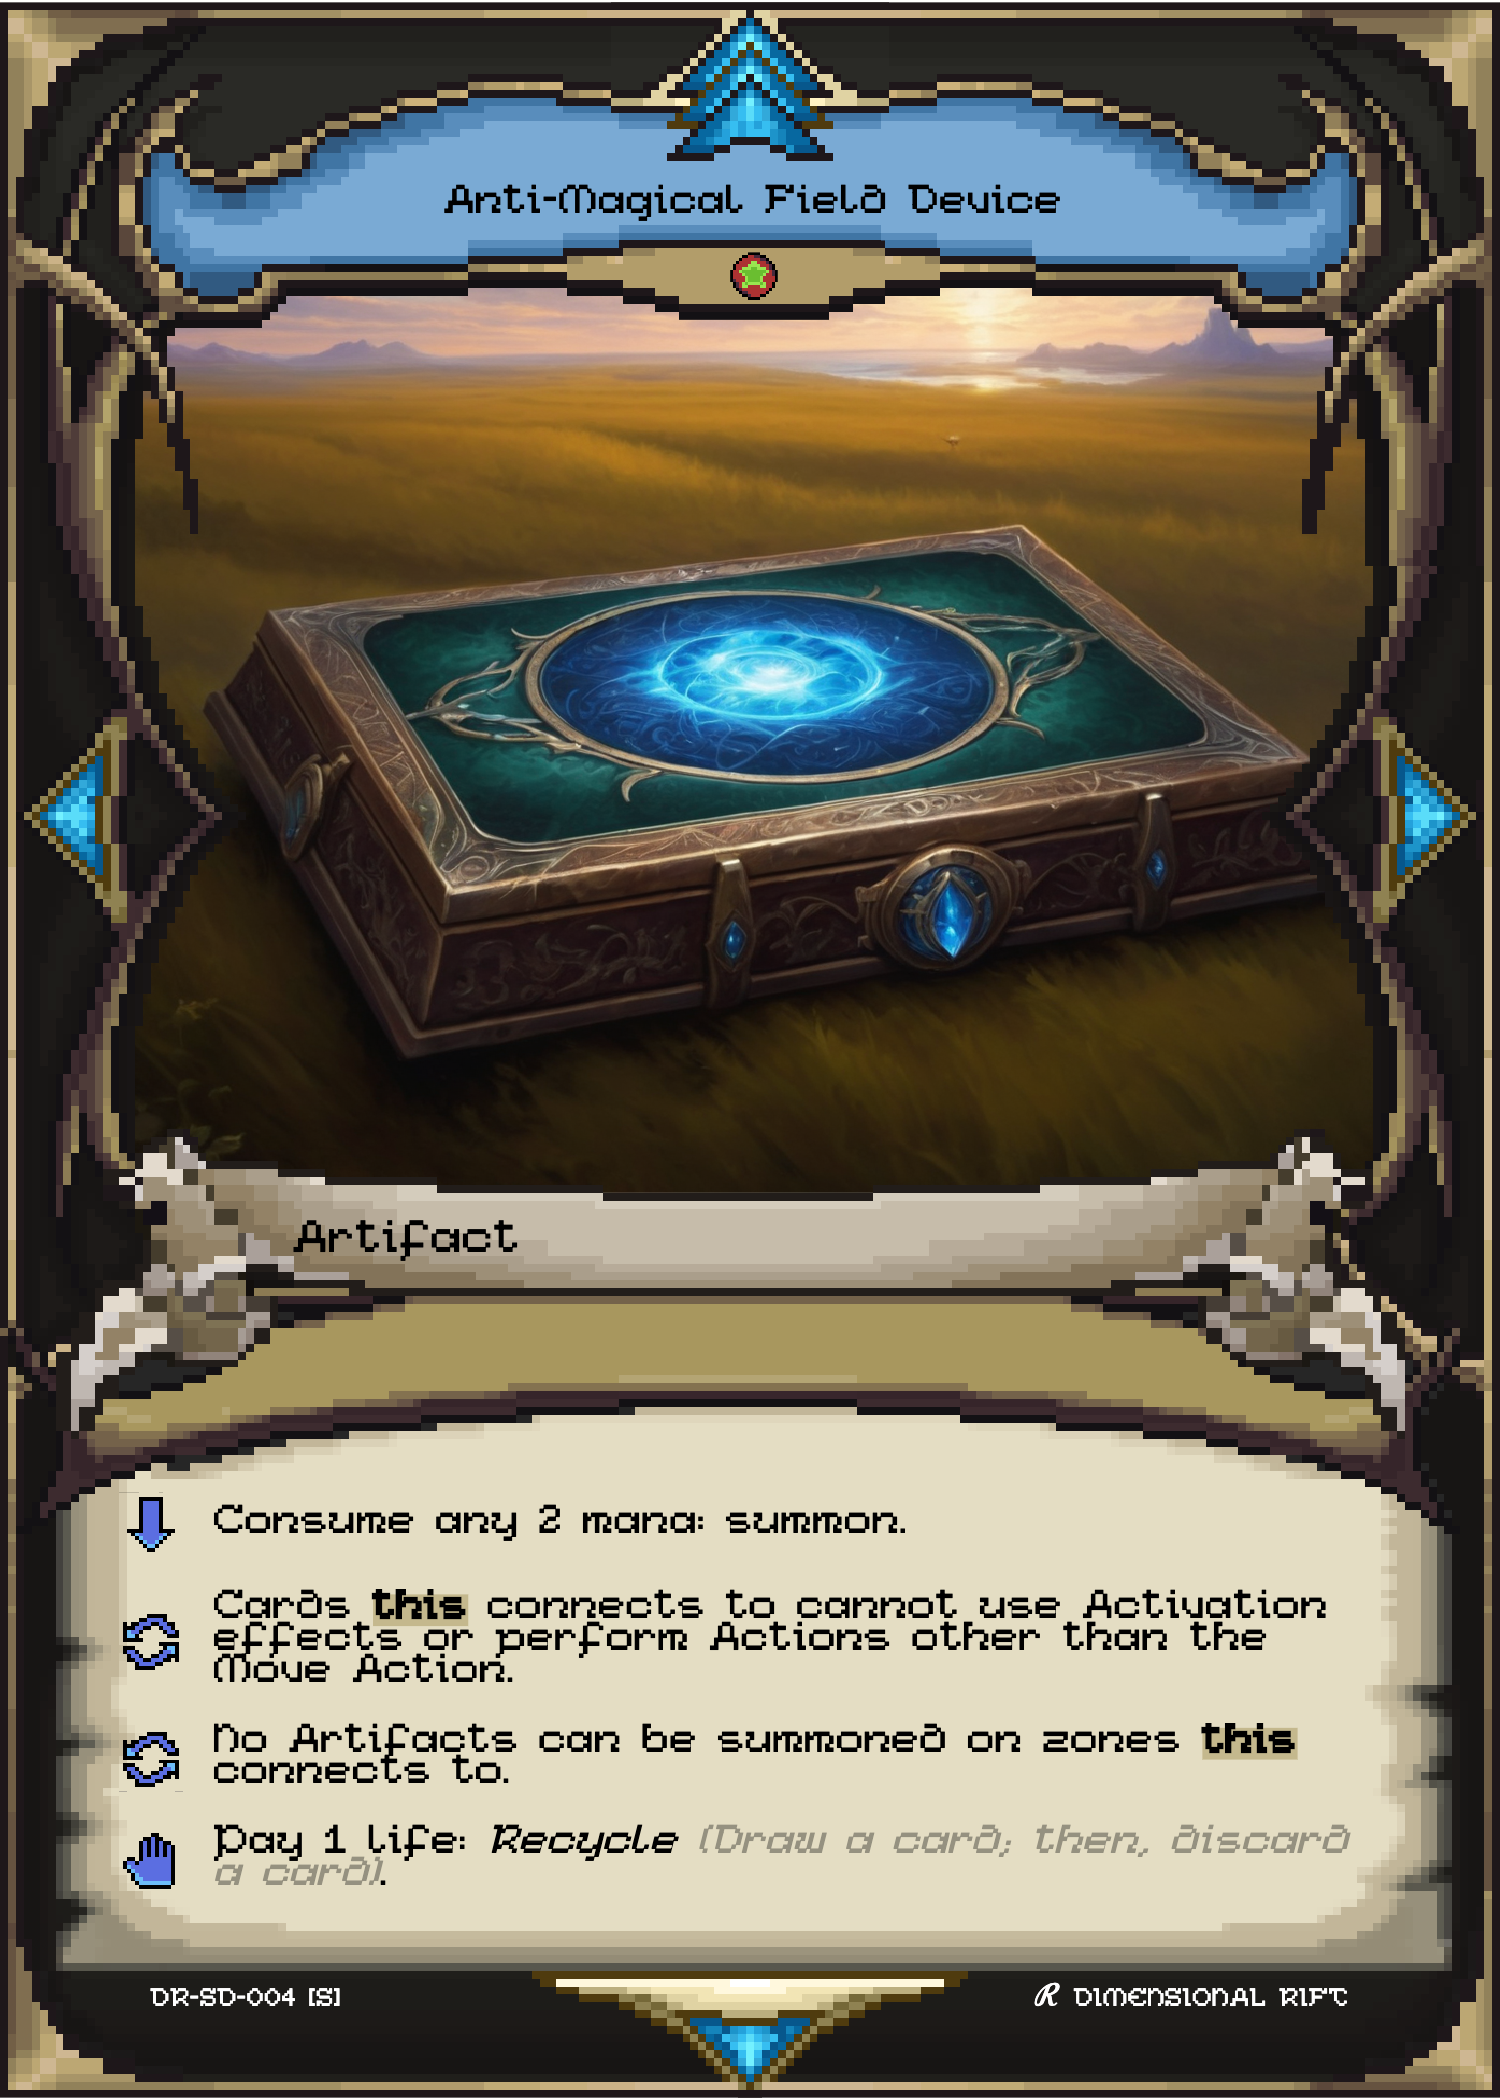 Anti-Magical Field Device
Artifact
Consume any 2 mana: summon.
Cards this connects to cannot use Activation
effects or perform Actions other than the
Move Action.
No Artifacts can be summoned on zones this
connects to.
Pay 1 life: Recycle (Draw a card; then, discard
a card).
DR-SD-004 [S]
R DIMENSIONAL RIFT